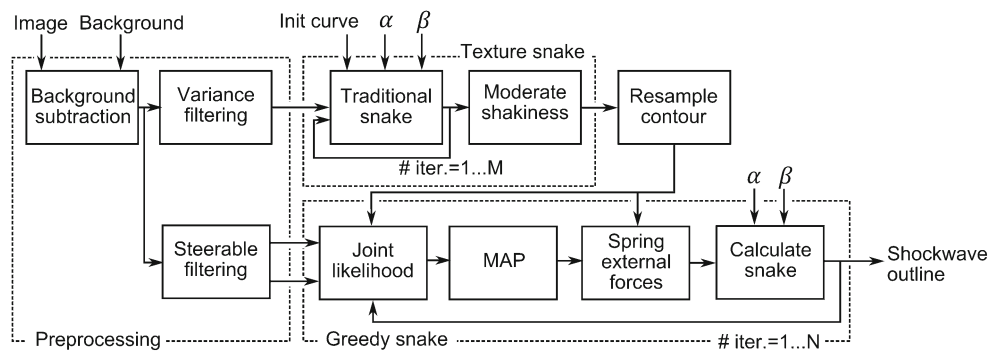 Image Background
Init curve α β
Texture snake
Background
subtraction
Variance
filtering
Traditional
snake
Moderate
shakiness
Resample
contour
# iter.=1...M
α β
Steerable
filtering
Joint
likelihood
MAP
Spring
external
forces
Calculate
snake
Shockwave
outline
Preprocessing
Greedy snake
# iter.=1...N